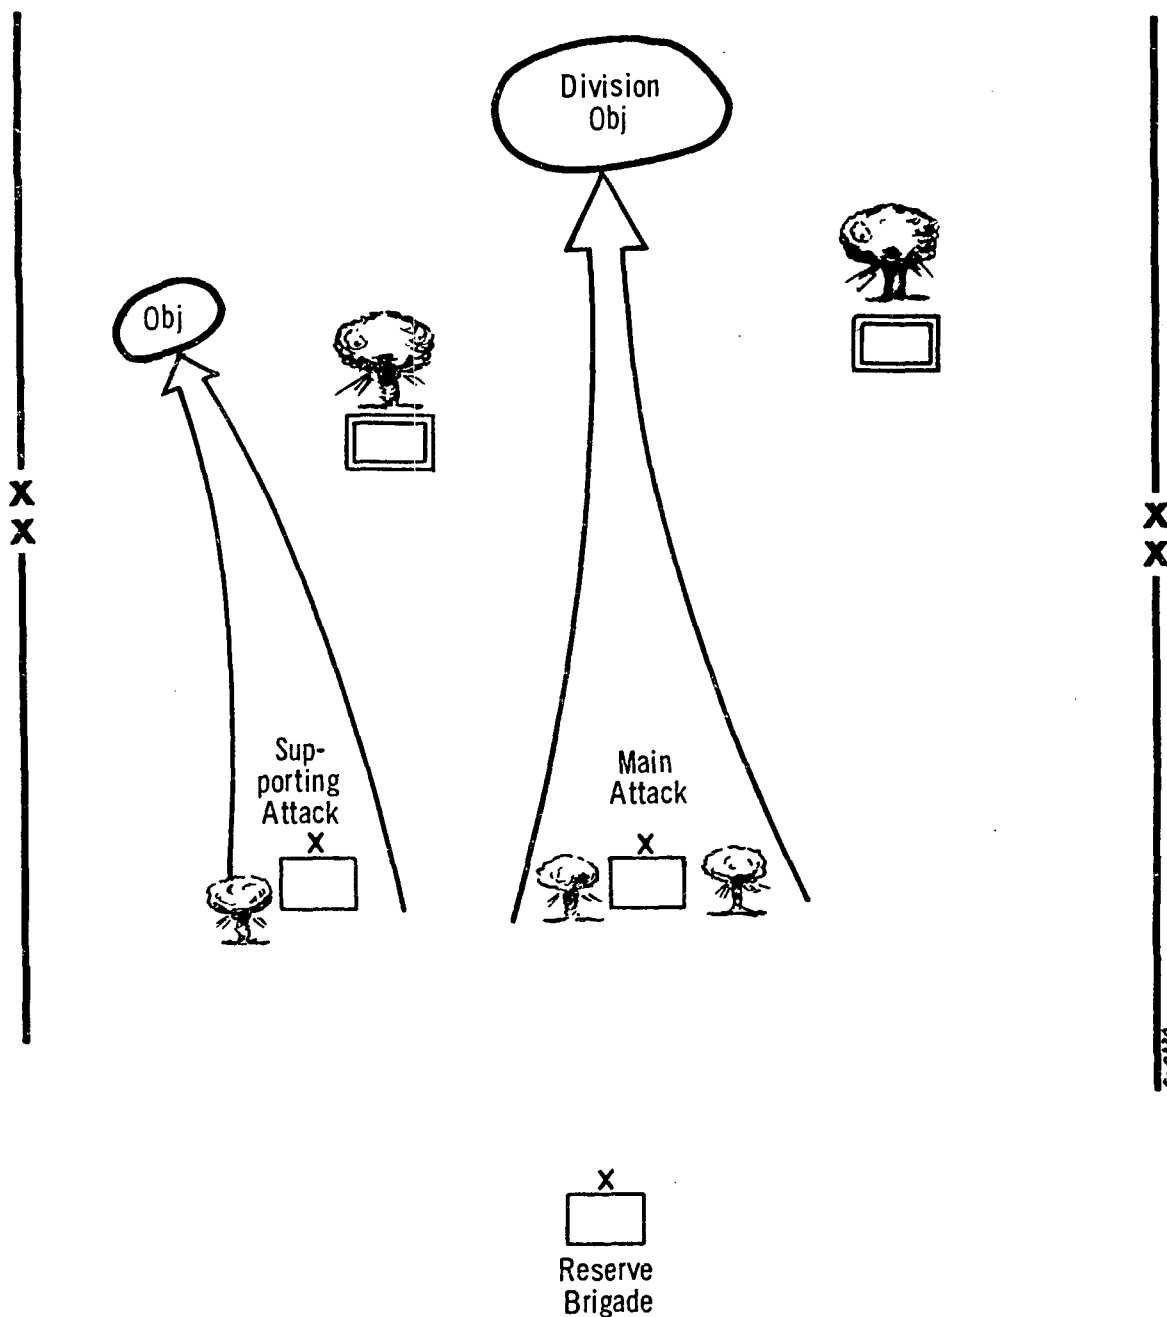 Division
Obj
Obj
X
X
X
X
Sup-
porting
Attack
X
Main
Attack
X
X
Reserve
Brigade